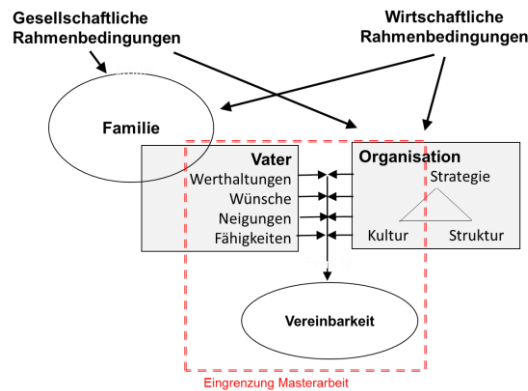 Gesellschaftliche
Rahmenbedingungen
Wirtschaftliche
Rahmenbedingungen
Familie
Vater
Werthaltungen
Wünsche
Neigungen
Fähigkeiten
Organisation
Strategie
Kultur
Struktur
Vereinbarkeit
Eingrenzung Masterarbeit